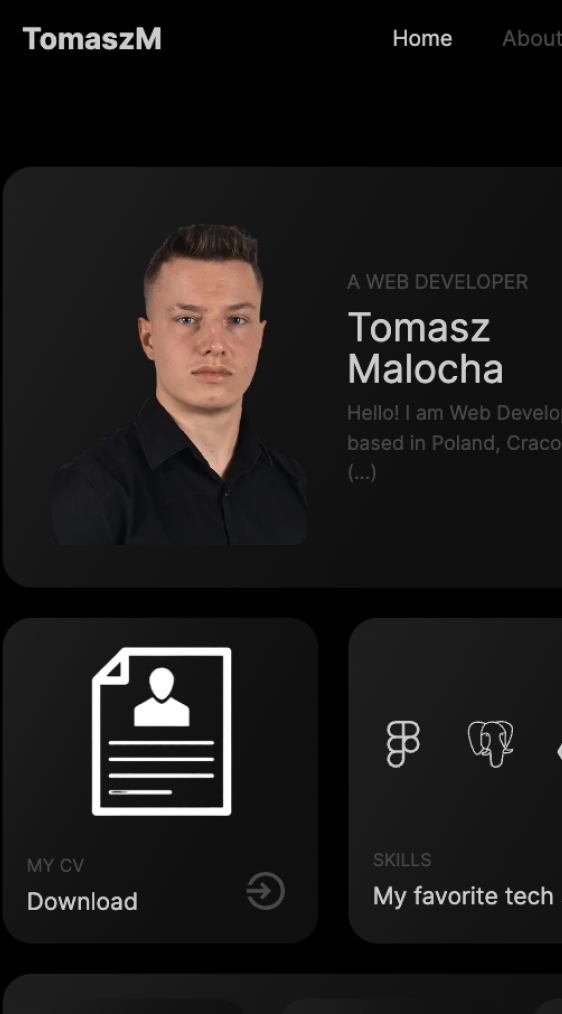 TomaszM
Home
About
A WEB DEVELOPER
Tomasz
Malocha
Hello! I am Web Develop
based in Poland, Craco
(...)
MY CV
Download
SKILLS
My favorite tech